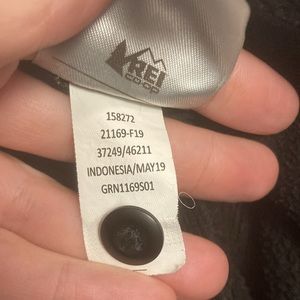 REI
CO-OP
158272
21169-F19
37249/46211
INDONESIA/MAY19
GRN1169S01